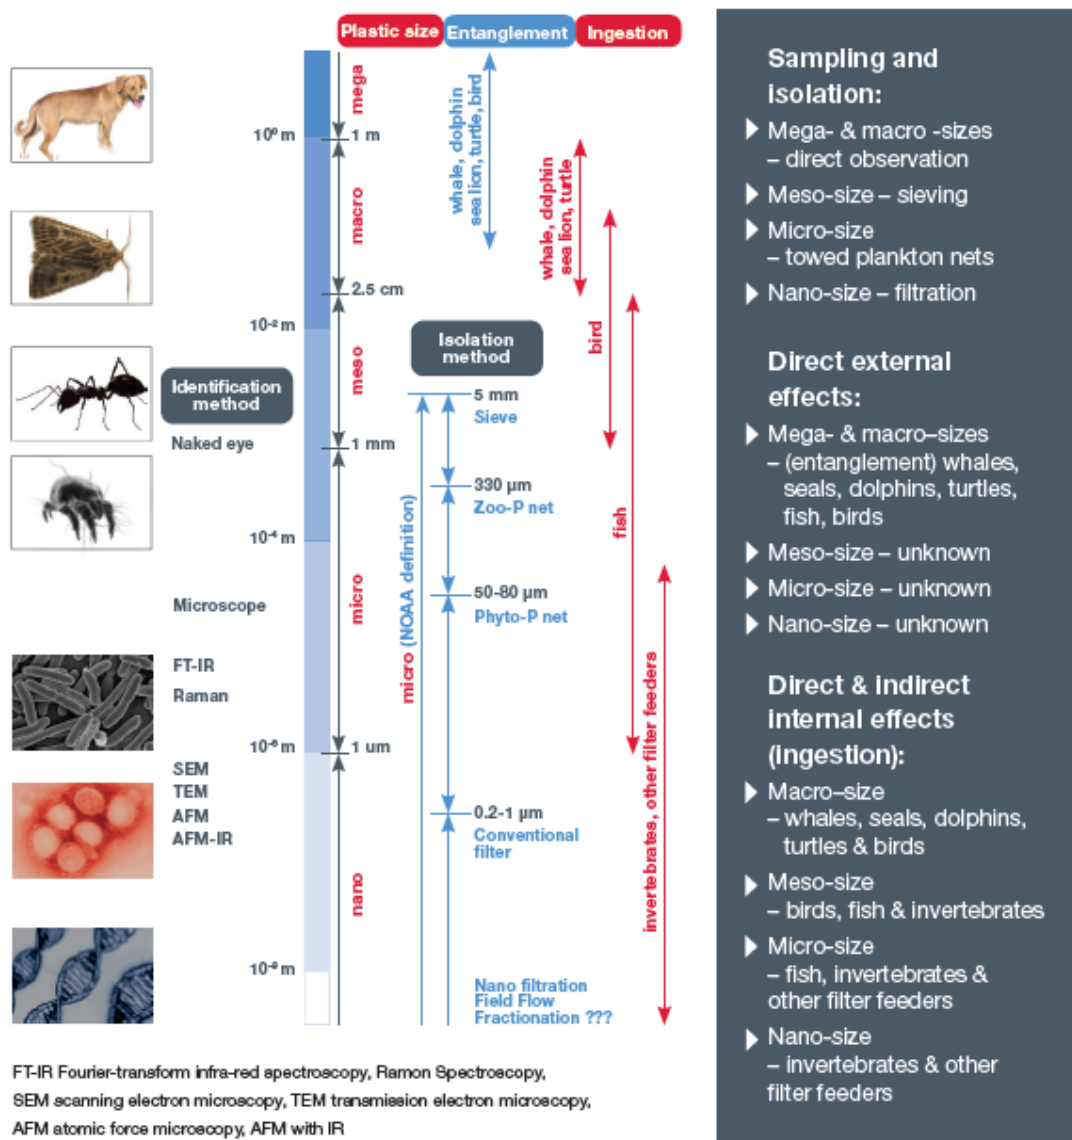 Plastic size
Entanglement
Ingestion
mega
macro
meso
micro
nano
10⁰ m
10⁻² m
10⁻⁴ m
10⁻⁶ m
10⁻⁹ m
1 m
2.5 cm
1 mm
1 um
whale, dolphin
sea lion, turtle, bird
whale, dolphin
sea lion, turtle
bird
fish
invertebrates, other filter feeders
Identification
method
Naked eye
Microscope
FT-IR
Raman
SEM
TEM
AFM
AFM-IR
Isolation
method
micro (NOAA definition)
5 mm
Sieve
330 µm
Zoo-P net
50-80 µm
Phyto-P net
0.2-1 µm
Conventional
filter
Nano filtration
Field Flow
Fractionation ???
FT-IR Fourier-transform infra-red spectroscopy, Ramon Spectroscopy,
SEM scanning electron microscopy, TEM transmission electron microscopy,
AFM atomic force microscopy, AFM with IR
Sampling and
isolation:
Mega- & macro -sizes
– direct observation
Meso-size – sieving
Micro-size
– towed plankton nets
Nano-size – filtration
Direct external
effects:
Mega- & macro–sizes
– (entanglement) whales,
seals, dolphins, turtles,
fish, birds
Meso-size – unknown
Micro-size – unknown
Nano-size – unknown
Direct & indirect
internal effects
(ingestion):
Macro–size
– whales, seals, dolphins,
turtles & birds
Meso-size
– birds, fish & invertebrates
Micro-size
– fish, invertebrates &
other filter feeders
Nano-size
– invertebrates & other
filter feeders